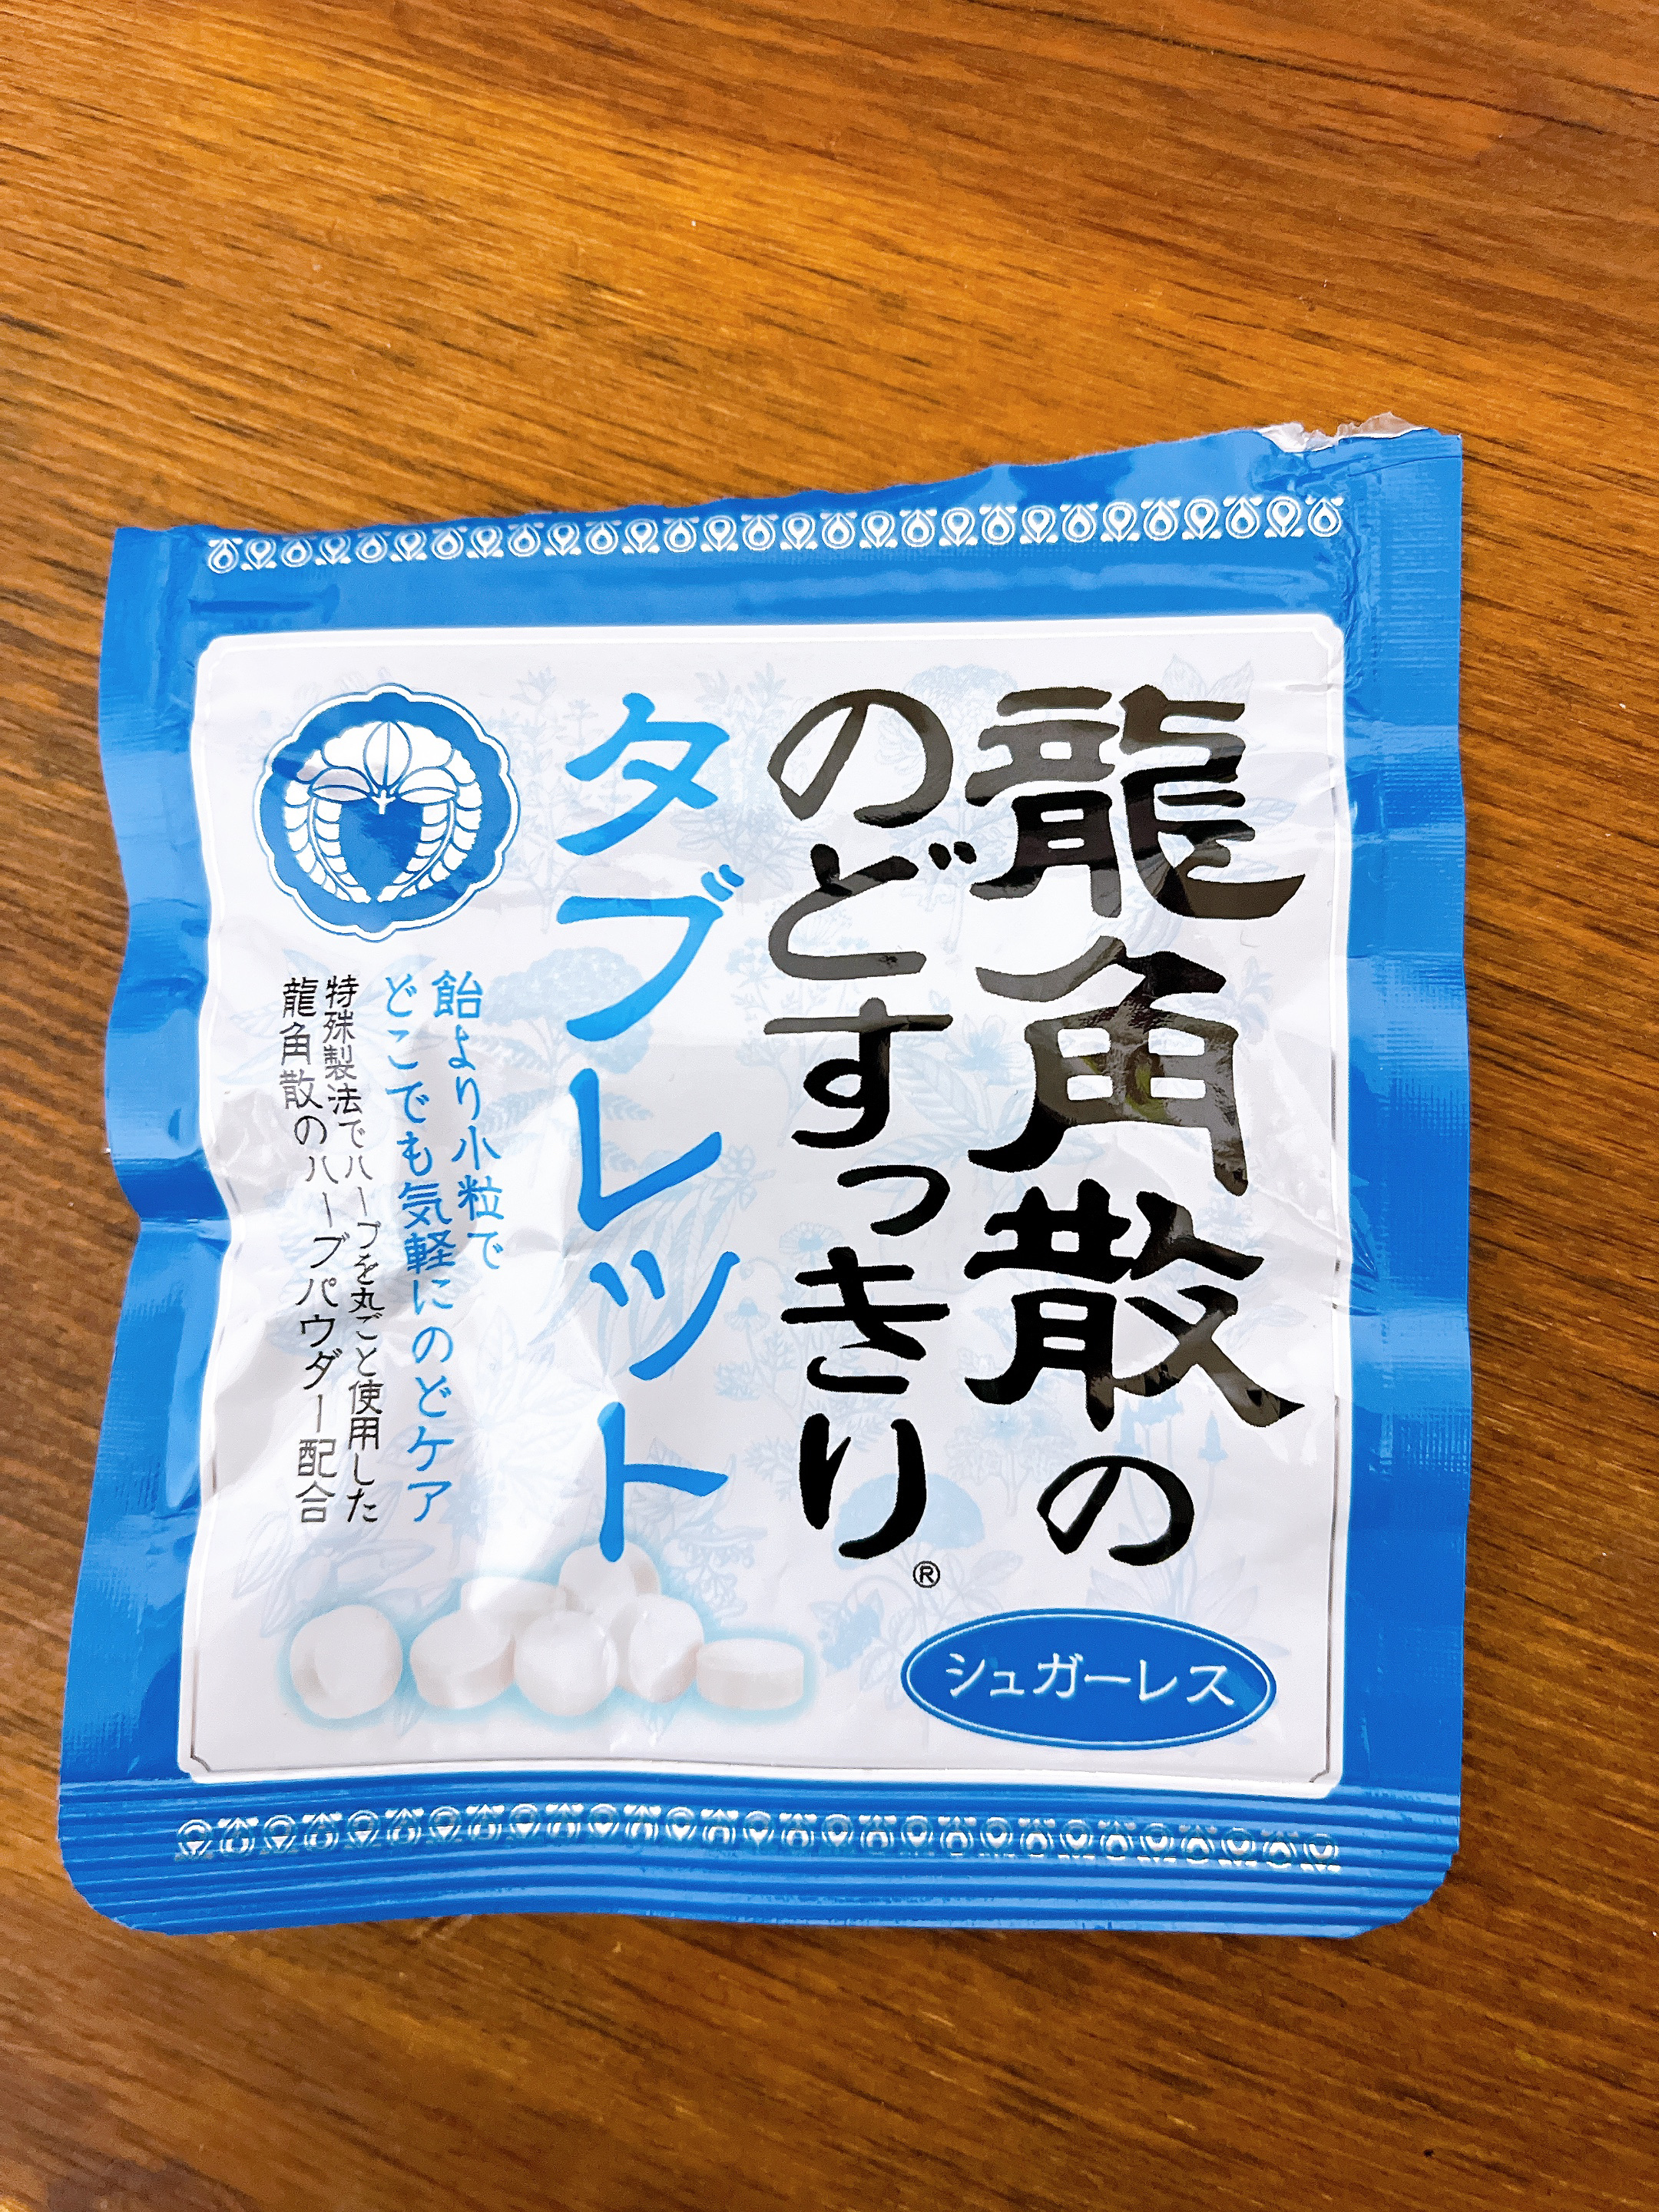 龍角散の
のどすっきり®
タブレット
飴より小粒で
どこでも気軽にのどケア
特殊製法でハーブを丸ごと使用した
龍角散のハーブパウダー配合
シュガーレス